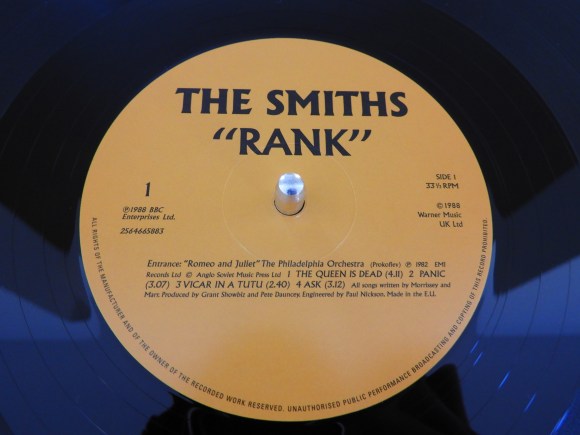 THE SMITHS
“RANK”
1
SIDE 1
33⅓ RPM
℗1988 BBC
Enterprises Ltd.
2564665883
©1988
Warner Music
UK Ltd
Entrance: “Romeo and Juliet” The Philadelphia Orchestra (Prokofiev) ℗ 1982 EMI
Records Ltd © Anglo Soviet Music Press Ltd 1 THE QUEEN IS DEAD (4.11) 2 PANIC
(3.07) 3 VICAR IN A TUTU (2.40) 4 ASK (3.12) All songs written by Morrissey and
Marr. Produced by Grant Showbiz and Pete Dauncey. Engineered by Paul Nickson. Made in the E.U.
ALL RIGHTS OF THE MANUFACTURER AND OF THE OWNER OF THE RECORDED WORK RESERVED. UNAUTHORISED PUBLIC PERFORMANCE BROADCASTING AND COPYING OF THIS RECORD PROHIBITED.